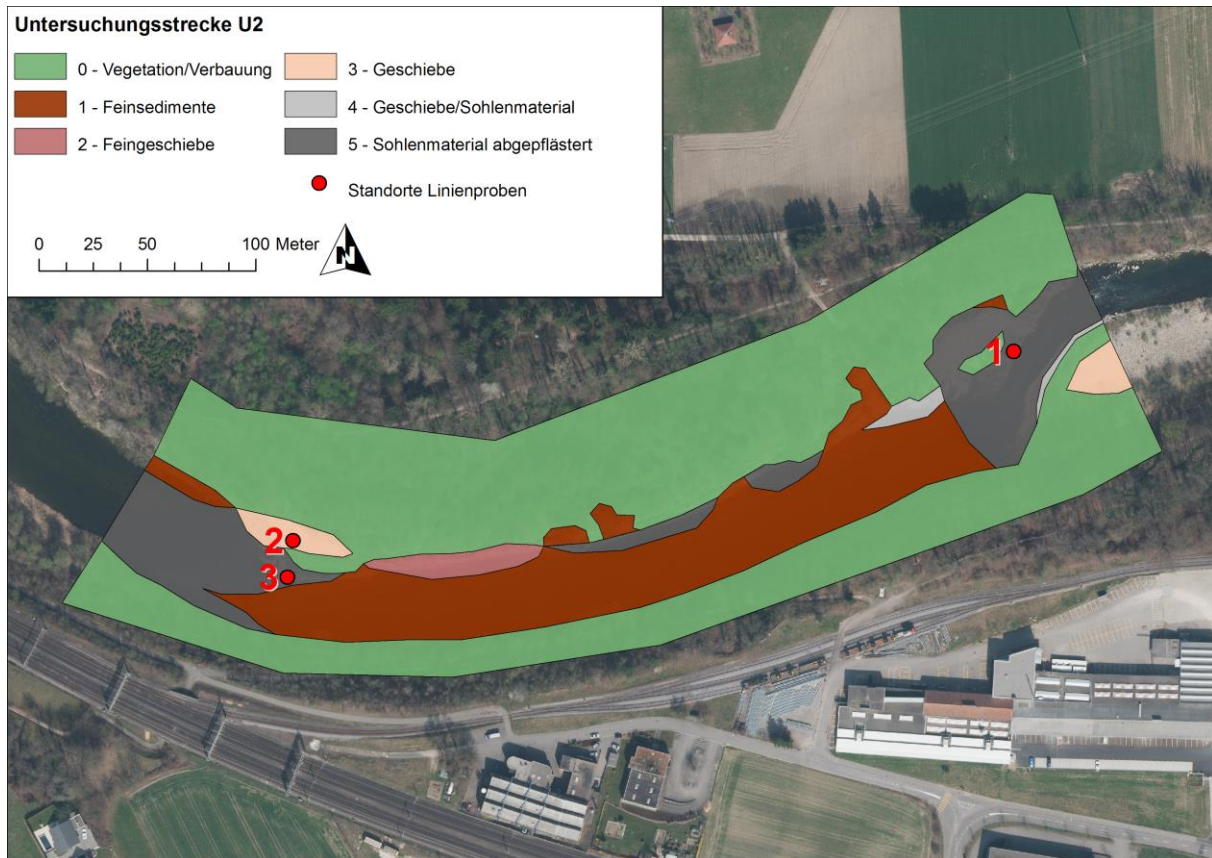 Untersuchungsstrecke U2
0 - Vegetation/Verbauung
1 - Feinsedimente
2 - Feingeschiebe
3 - Geschiebe
4 - Geschiebe/Sohlenmaterial
5 - Sohlenmaterial abgepflästert
Standorte Linienproben
0 25 50 100 Meter
N
1
2
3